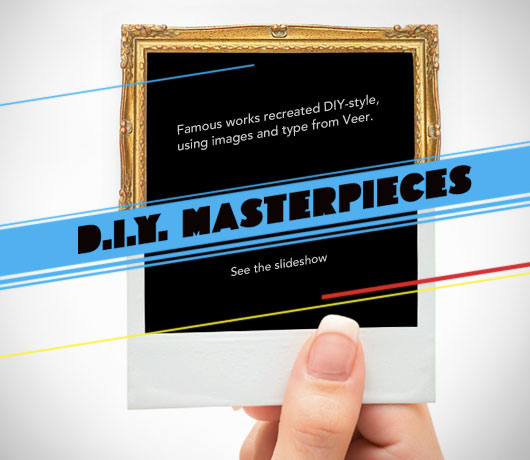 Famous works recreated DIY-style,
using images and type from Veer.
D.I.Y. MASTERPIECES
See the slideshow